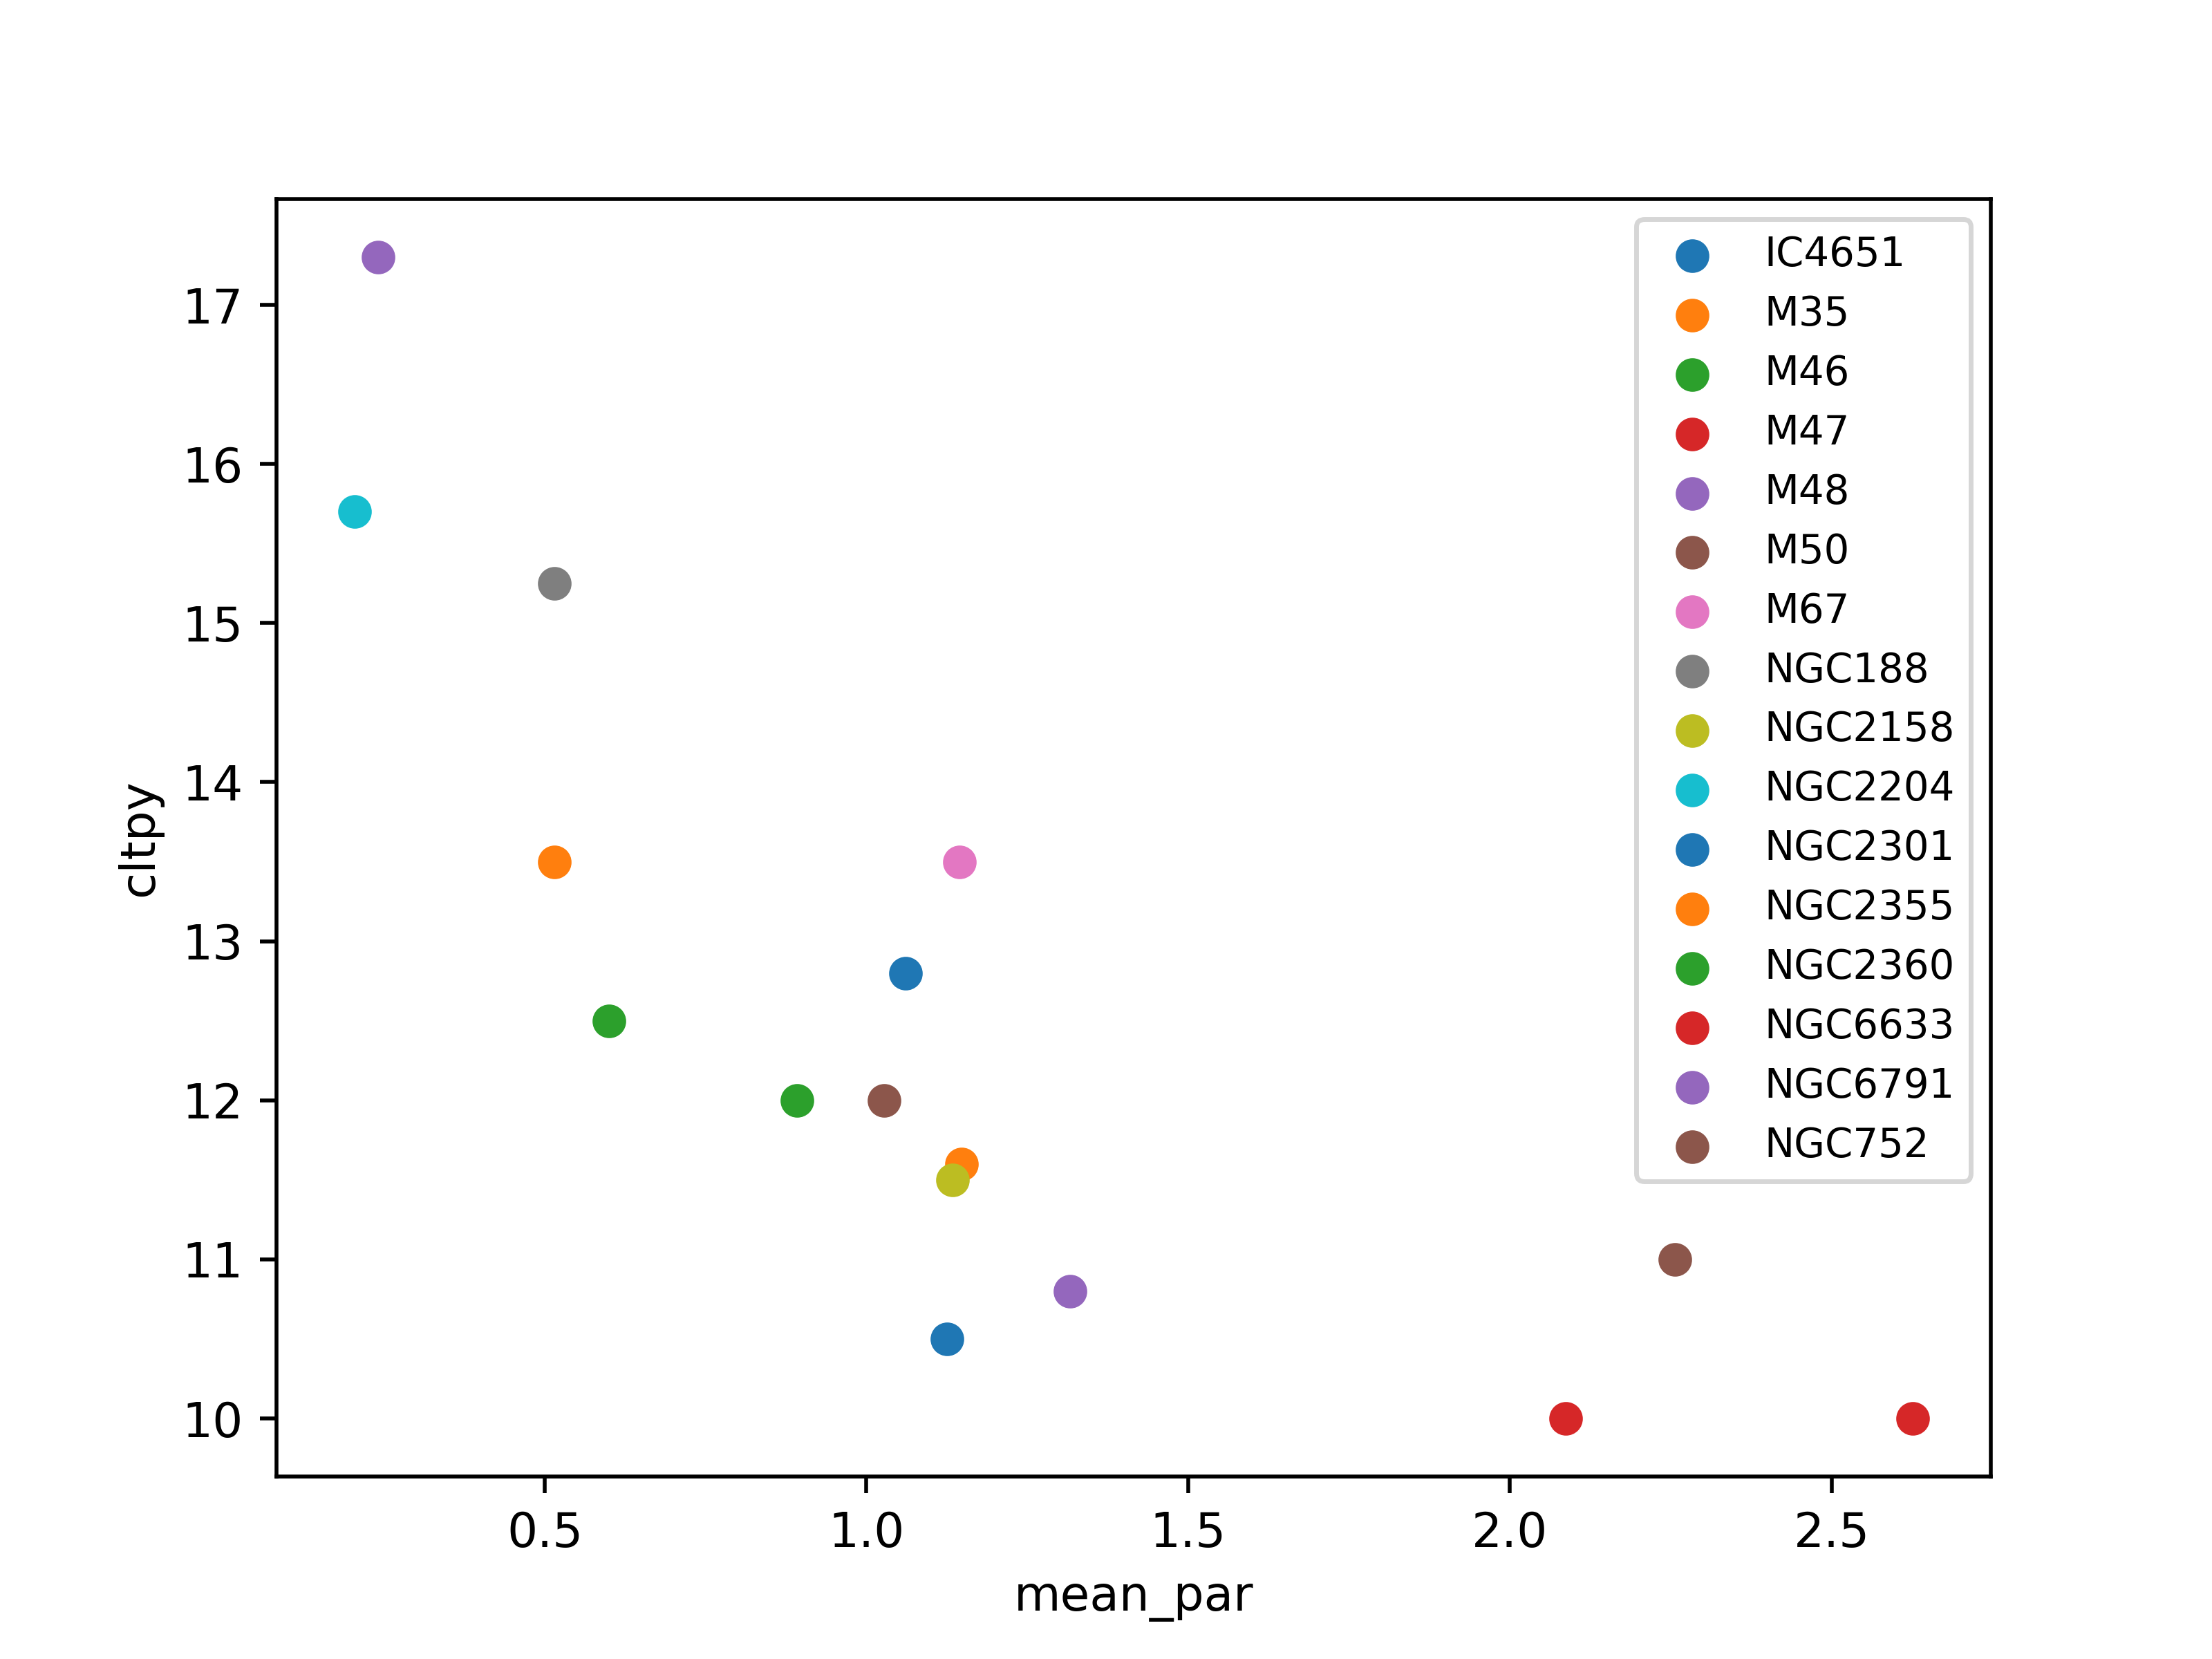 17
16
15
14
13
12
11
10
cltpy
0.5 1.0 1.5 2.0 2.5
mean_par
IC4651
M35
M46
M47
M48
M50
M67
NGC188
NGC2158
NGC2204
NGC2301
NGC2355
NGC2360
NGC6633
NGC6791
NGC752